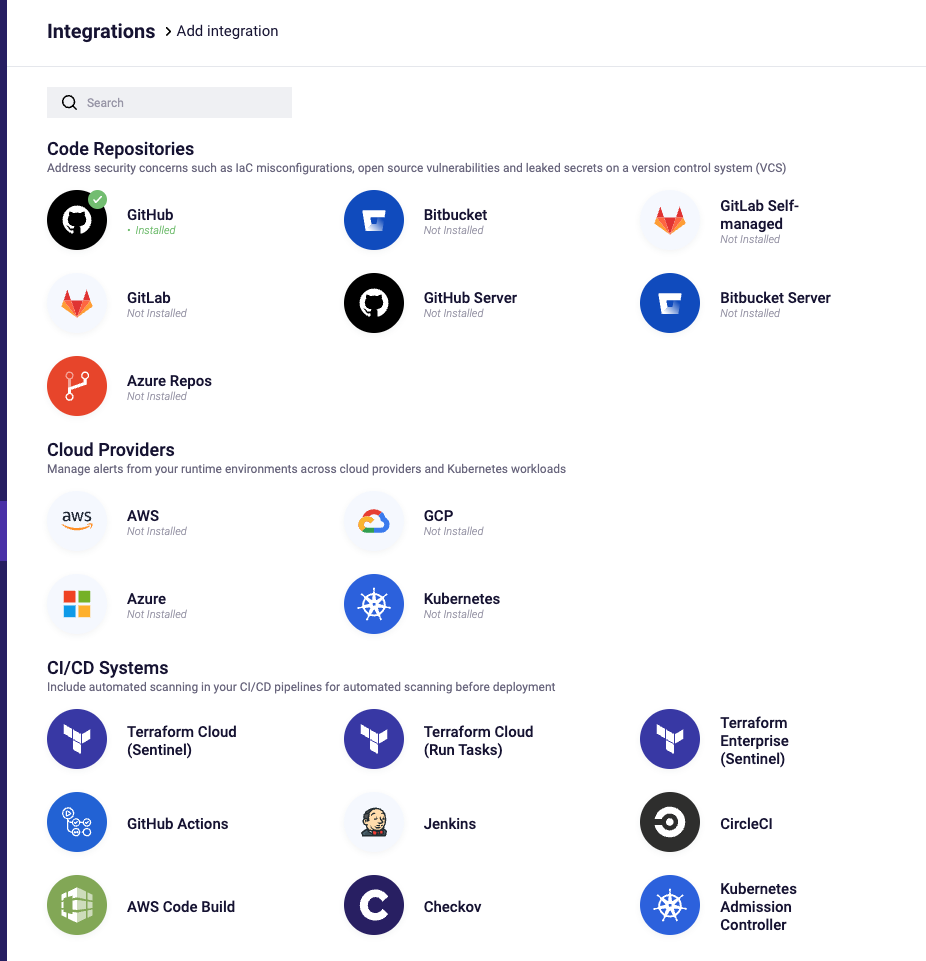 Integrations > Add integration
Search
Code Repositories
Address security concerns such as IaC misconfigurations, open source vulnerabilities and leaked secrets on a version control system (VCS)
GitHub
• Installed
Bitbucket
Not Installed
GitLab Self-
managed
Not Installed
GitLab
Not Installed
GitHub Server
Not Installed
Bitbucket Server
Not Installed
Azure Repos
Not Installed
Cloud Providers
Manage alerts from your runtime environments across cloud providers and Kubernetes workloads
aws
AWS
Not Installed
GCP
Not Installed
Azure
Not Installed
Kubernetes
Not Installed
CI/CD Systems
Include automated scanning in your CI/CD pipelines for automated scanning before deployment
Terraform Cloud
(Sentinel)
Terraform Cloud
(Run Tasks)
Terraform
Enterprise
(Sentinel)
GitHub Actions
Jenkins
CircleCI
AWS Code Build
Checkov
Kubernetes
Admission
Controller